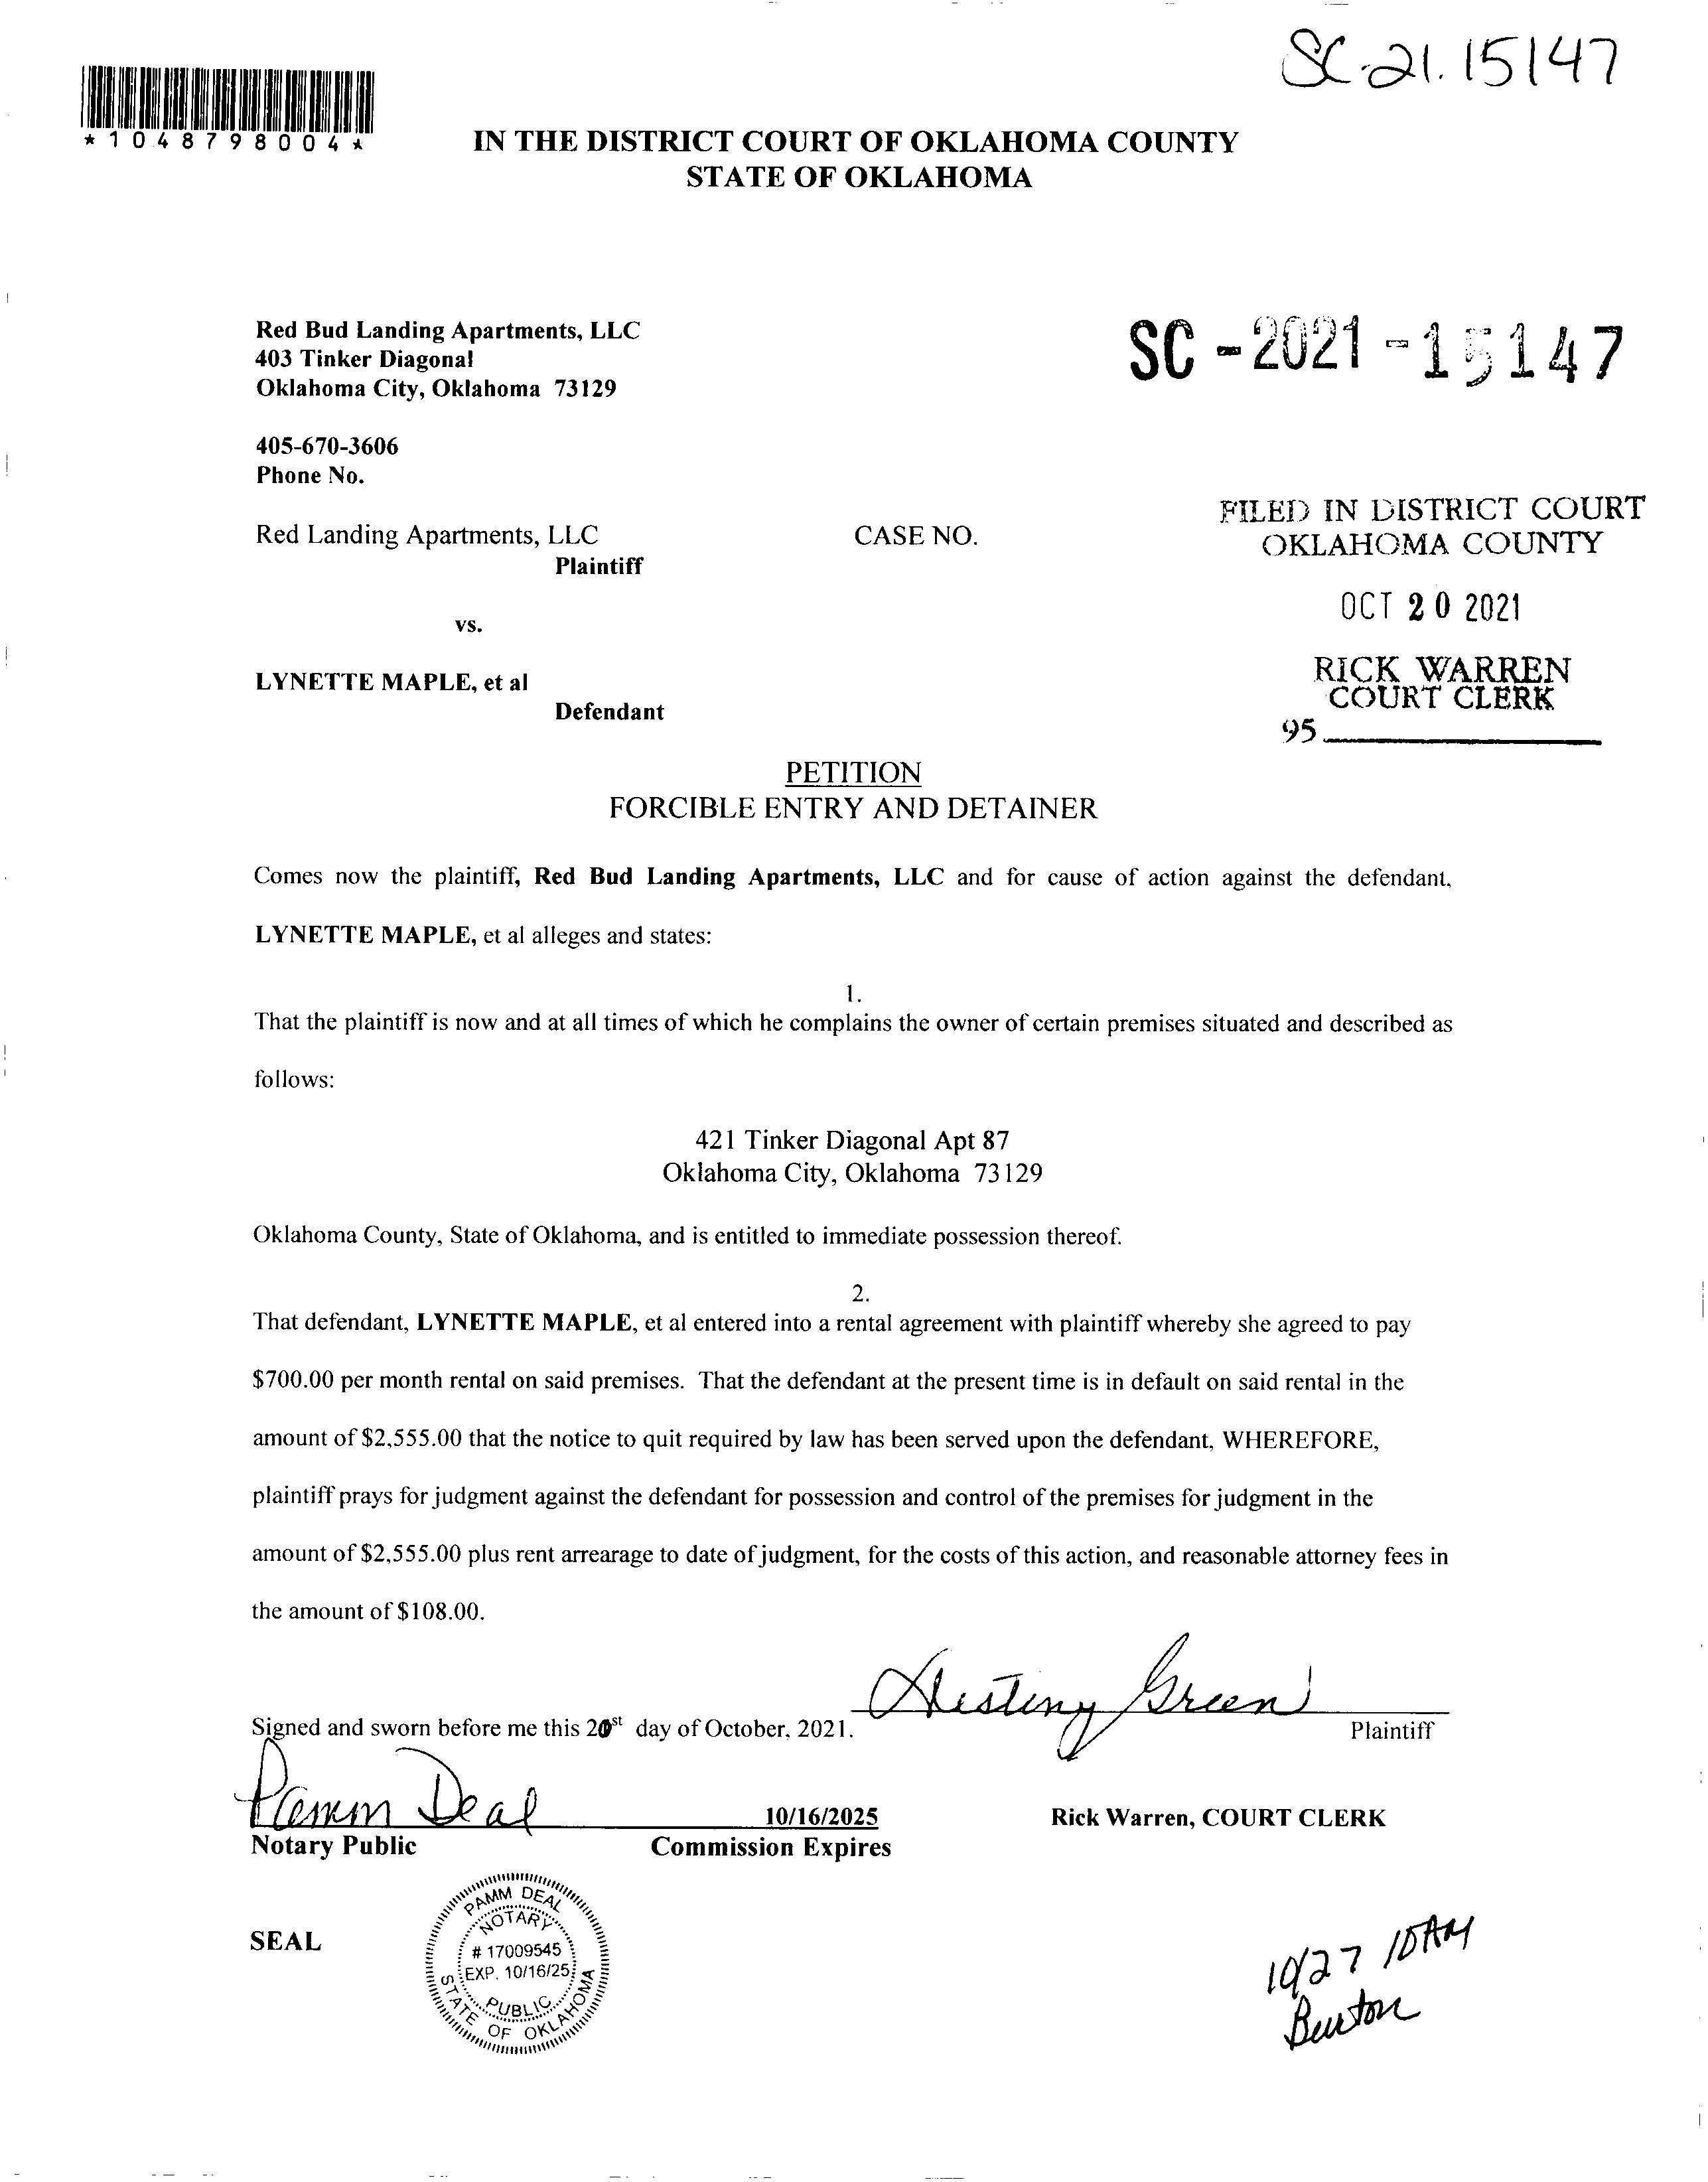 SC-21.15147
*1048798004*
IN THE DISTRICT COURT OF OKLAHOMA COUNTY
STATE OF OKLAHOMA
Red Bud Landing Apartments, LLC
403 Tinker Diagonal
Oklahoma City, Oklahoma 73129
SC-2021-15147
405-670-3606
Phone No.
FILED IN DISTRICT COURT
OKLAHOMA COUNTY
Red Landing Apartments, LLC CASE NO.
Plaintiff
OCT 20 2021
vs.
RICK WARREN
COURT CLERK
95
LYNETTE MAPLE, et al
Defendant
PETITION
FORCIBLE ENTRY AND DETAINER
Comes now the plaintiff, Red Bud Landing Apartments, LLC and for cause of action against the defendant,
LYNETTE MAPLE, et al alleges and states:
1.
That the plaintiff is now and at all times of which he complains the owner of certain premises situated and described as
follows:
421 Tinker Diagonal Apt 87
Oklahoma City, Oklahoma 73129
Oklahoma County, State of Oklahoma, and is entitled to immediate possession thereof.
2.
That defendant, LYNETTE MAPLE, et al entered into a rental agreement with plaintiff whereby she agreed to pay
$700.00 per month rental on said premises. That the defendant at the present time is in default on said rental in the
amount of $2,555.00 that the notice to quit required by law has been served upon the defendant, WHEREFORE,
plaintiff prays for judgment against the defendant for possession and control of the premises for judgment in the
amount of $2,555.00 plus rent arrearage to date of judgment, for the costs of this action, and reasonable attorney fees in
the amount of $108.00.
Destiny Green
Signed and sworn before me this 20st day of October, 2021.
Plaintiff
Pamm Deal 10/16/2025 Rick Warren, COURT CLERK
Notary Public Commission Expires
SEAL
PAMM DEAL
NOTARY
# 17009545
EXP. 10/16/25
PUBLIC
STATE OF OKLAHOMA
10/27 10AM
Burton